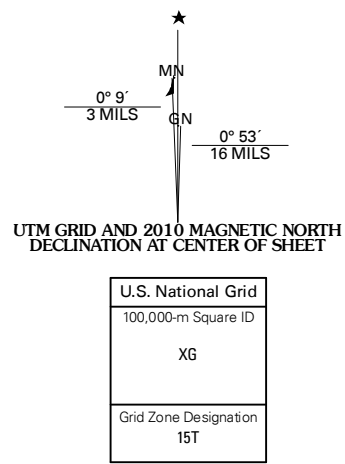 ★
MN
0° 9´
3 MILS
GN
0° 53´
16 MILS
UTM GRID AND 2010 MAGNETIC NORTH
DECLINATION AT CENTER OF SHEET
U.S. National Grid
100,000-m Square ID
XG
Grid Zone Designation
15T